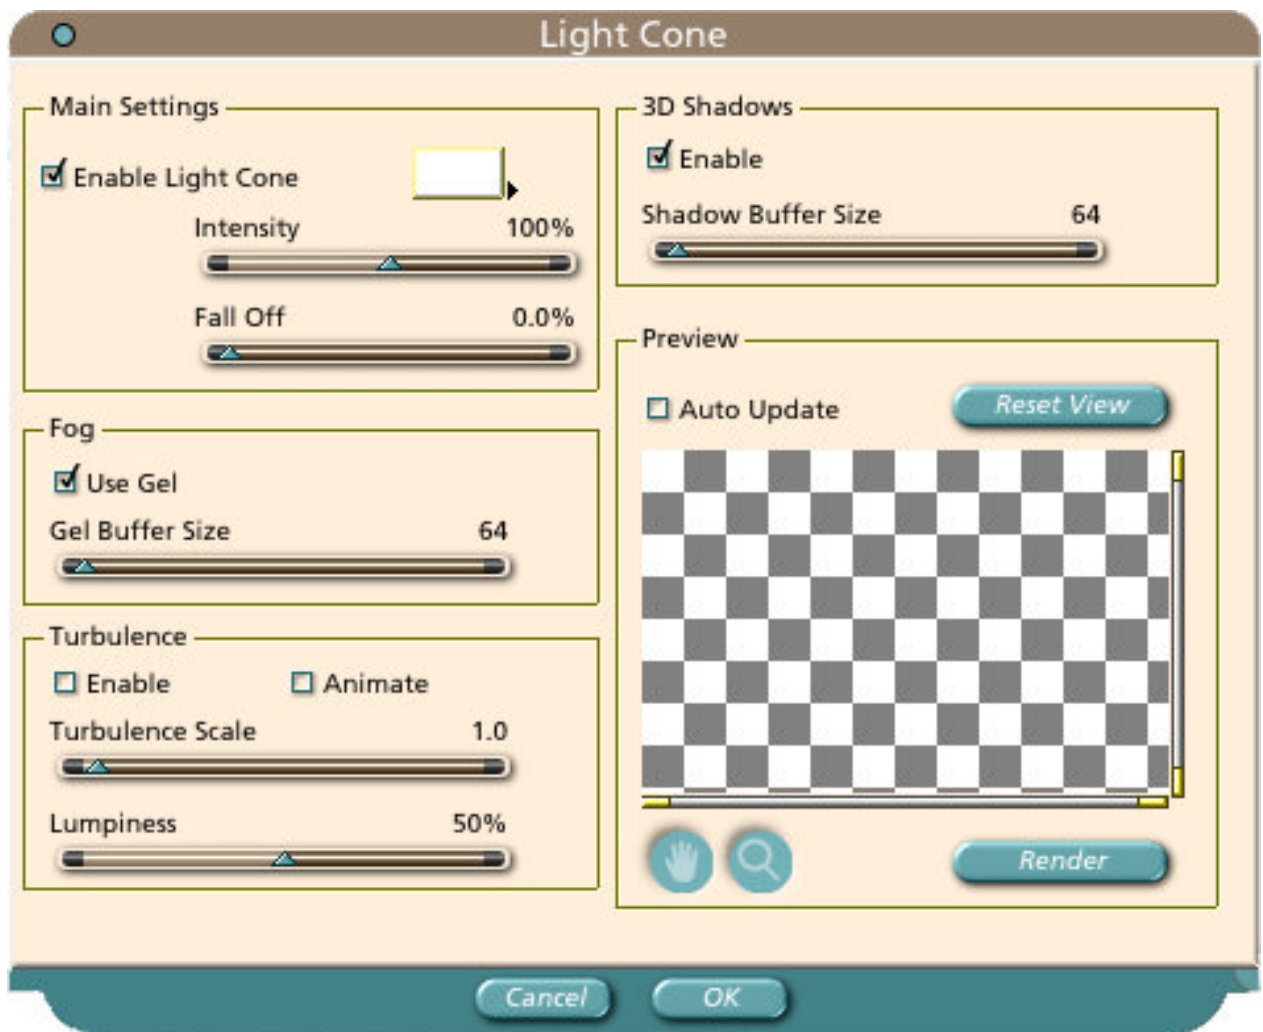 Light Cone
Main Settings
Enable Light Cone
Intensity 100%
Fall Off 0.0%
Fog
Use Gel
Gel Buffer Size 64
Turbulence
Enable Animate
Turbulence Scale 1.0
Lumpiness 50%
3D Shadows
Enable
Shadow Buffer Size 64
Preview
Auto Update Reset View
Render
Cancel OK